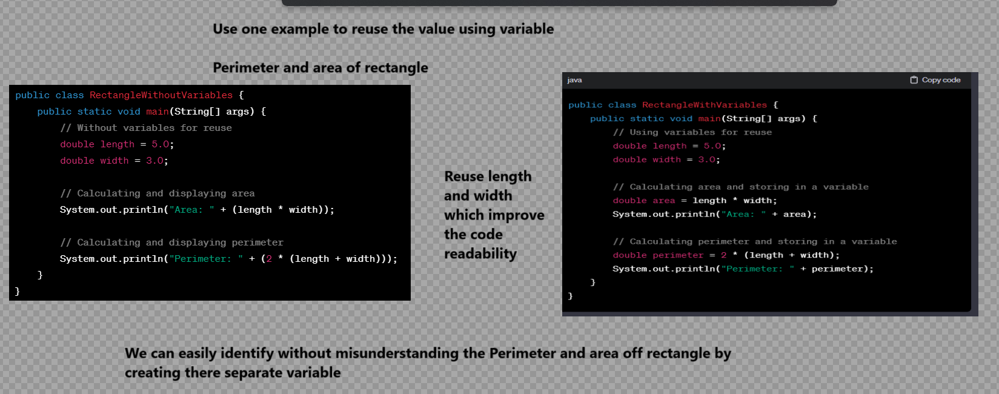 Use one example to reuse the value using variable
Perimeter and area of rectangle
public class RectangleWithoutVariables {
public static void main(String[] args) {
// Without variables for reuse
double length = 5.0;
double width = 3.0;
// Calculating and displaying area
System.out.println("Area: " + (length * width));
// Calculating and displaying perimeter
System.out.println("Perimeter: " + (2 * (length + width)));
}
}
Reuse length
and width
which improve
the code
readability
java
Copy code
public class RectangleWithVariables {
public static void main(String[] args) {
// Using variables for reuse
double length = 5.0;
double width = 3.0;
// Calculating area and storing in a variable
double area = length * width;
System.out.println("Area: " + area);
// Calculating perimeter and storing in a variable
double perimeter = 2 * (length + width);
System.out.println("Perimeter: " + perimeter);
}
}
We can easily identify without misunderstanding the Perimeter and area off rectangle by
creating there separate variable